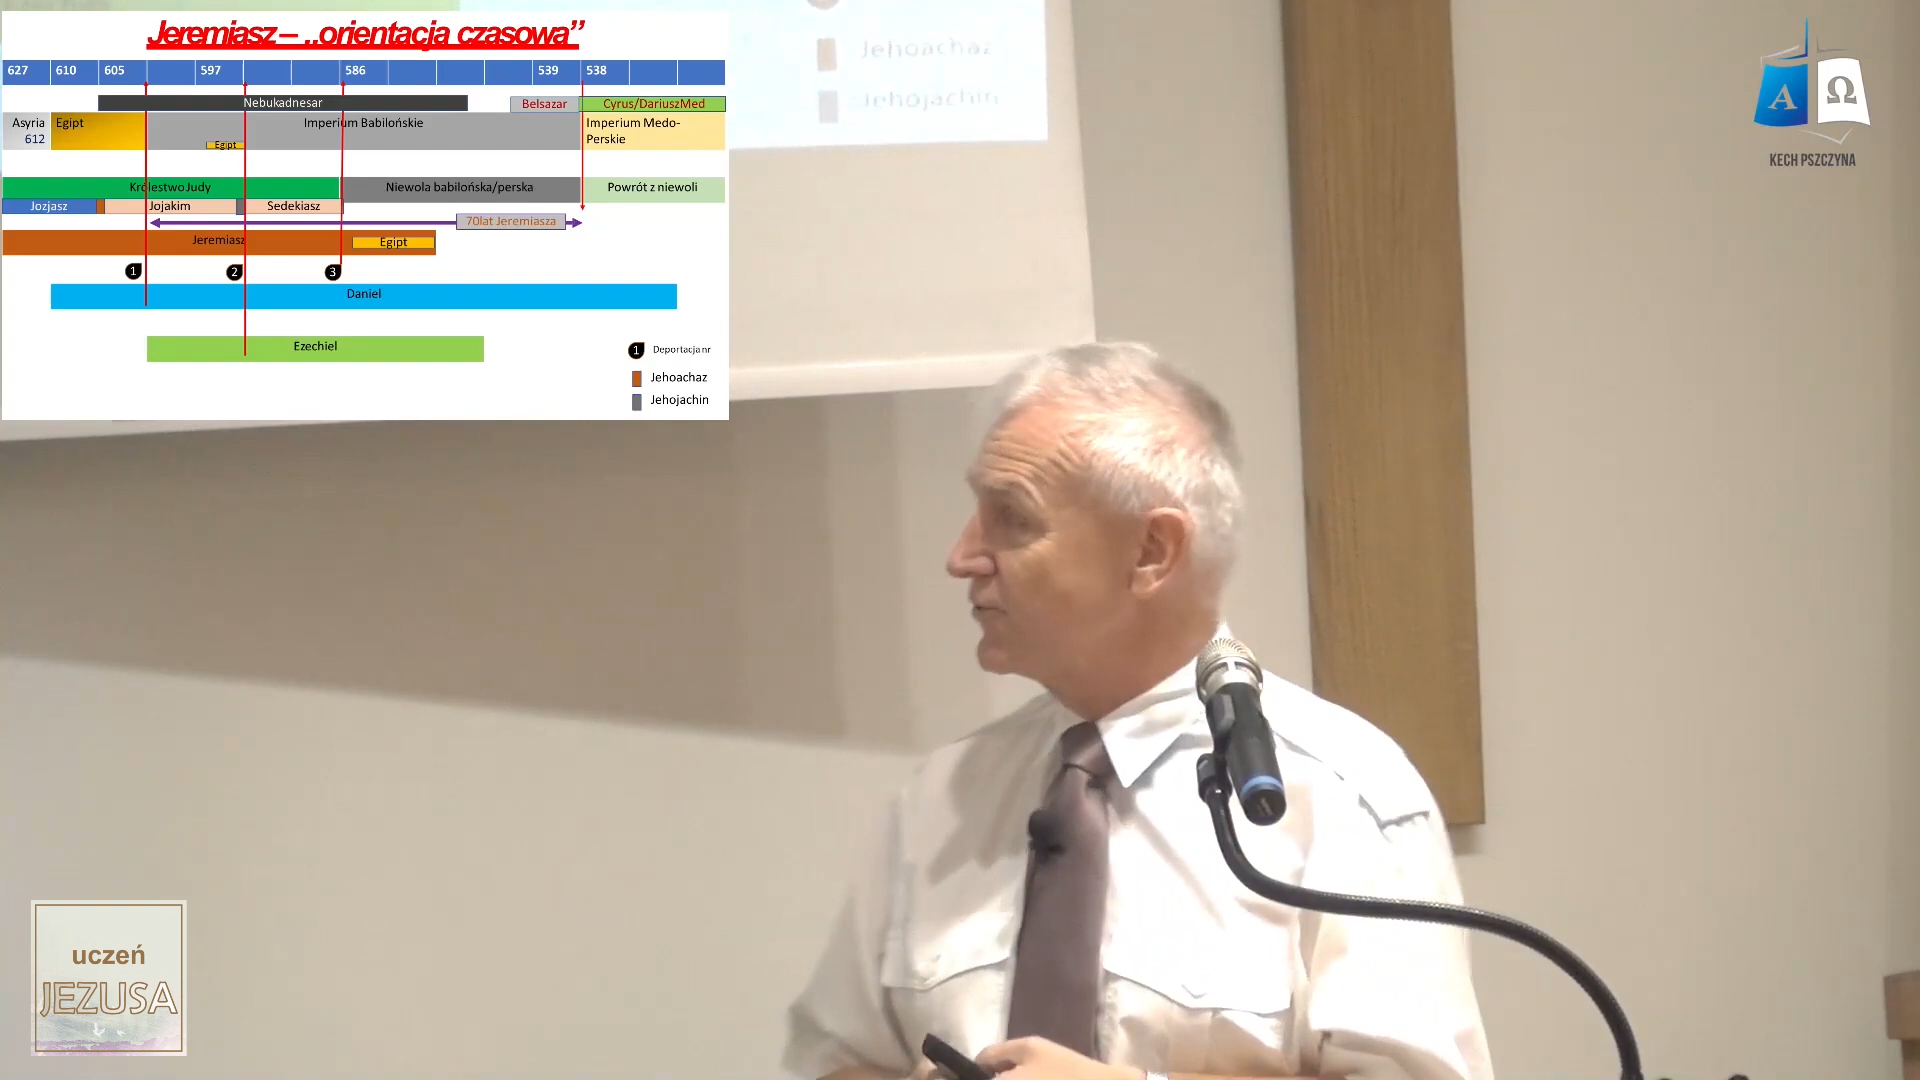 Jeremiasz – „orientacja czasowa”
627 610 605 597 586 539 538
Nebukadnesar Belsazar Cyrus/DariuszMed
Asyria
612
Egipt
Egipt
Imperium Babilońskie
Imperium Medo-
Perskie
Królestwo Judy Niewola babilońska/perska Powrót z niewoli
Jozjasz Jojakim Sedekiasz
70lat Jeremiasza
Jeremiasz Egipt
1 2 3
Daniel
Ezechiel
1 Deportacja nr
Jehoachaz
Jehojachin
Jehoachaz
Jehojachin
A Ω
KECH PSZCZYNA
uczeń
JEZUSA